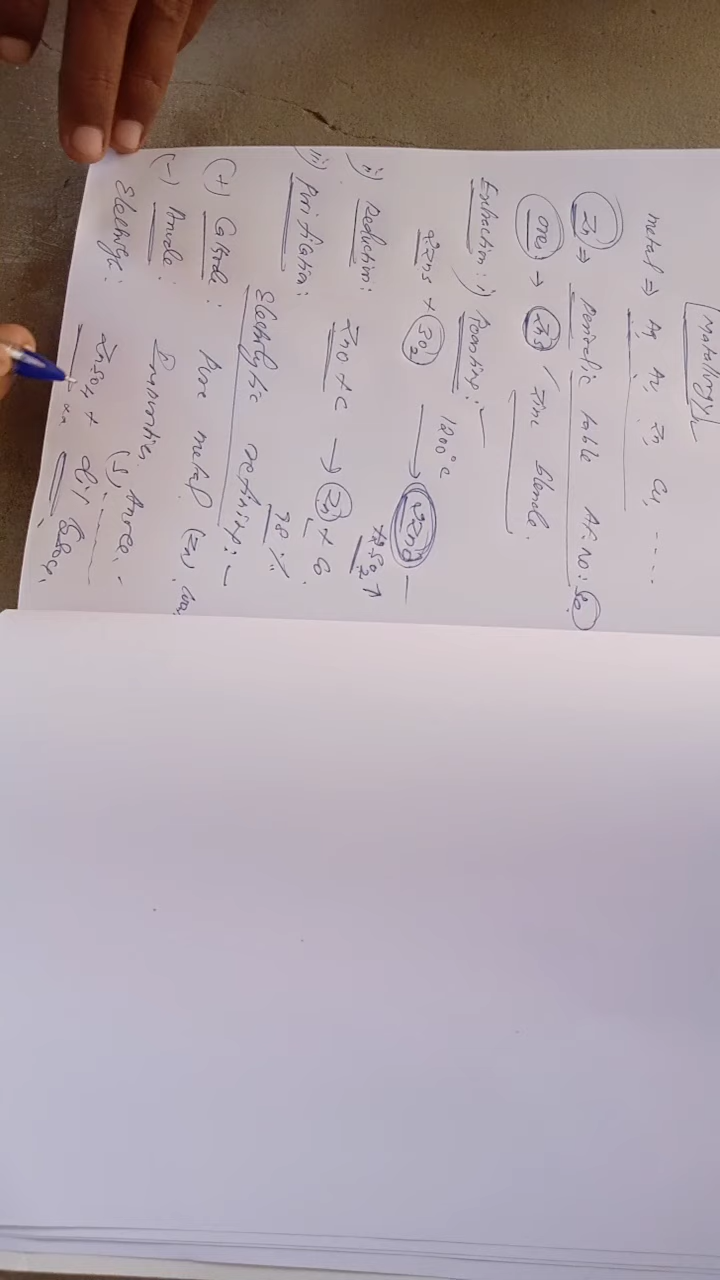 Metallurgy
metal ⇒ Ag, Au, Zn, Cu, -----
Zn ⇒ Periodic table At. no: 30
ore: → ZnS / Zinc blende.
Extraction: i) Roasting:
2ZnS + 3O2 1200°C → 2ZnO
+2SO2↑
ii) Reduction: ZnO + C → Zn + CO.
iii) Purification:
Electrolytic refining: –
98%
(+) Cathode: Pure metal (Zn)
(-) Anode: Impurities,
Electrolyte: ZnSO4 + dil